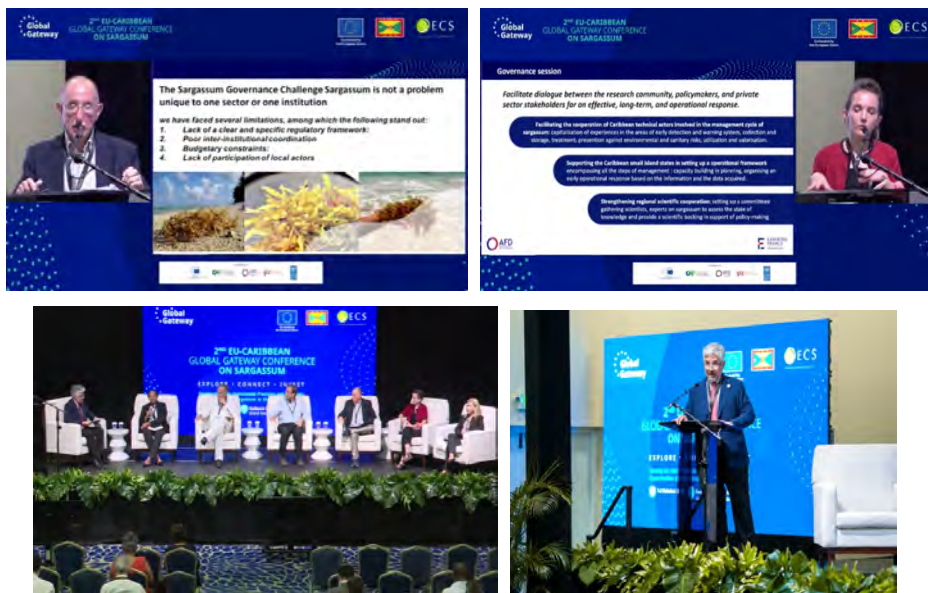 Global
Gateway
2ND EU-CARIBBEAN
GLOBAL GATEWAY CONFERENCE
ON SARGASSUM
ECS
The Sargassum Governance Challenge Sargassum is not a problem
unique to one sector or one institution
we have faced several limitations, among which the following stand out:
1. Lack of a clear and specific regulatory framework:
2. Poor inter-institutional coordination
3. Budgetary constraints:
4. Lack of participation of local actors
AFD
Global
Gateway
2ND EU-CARIBBEAN
GLOBAL GATEWAY CONFERENCE
ON SARGASSUM
ECS
Governance session
Facilitate dialogue between the research community, policymakers, and private
sector stakeholders for an effective, long-term, and operational response.
Facilitating the cooperation of Caribbean technical actors involved in the management cycle of
sargassum: capitalisation of experiences in the areas of early detection and warning system, collection and
storage, treatment, prevention against environmental and sanitary risks, utilization and valorisation.
Supporting the Caribbean small island states in setting up a operational framework
encompassing all the steps of management : capacity building in planning, organising an
early operational response based on the information and the data acquired.
Strengthening regional scientific cooperation: setting up a committee
gathering scientists, experts on sargassum to assess the state of
knowledge and provide a scientific backing in support of policy-making.
AFD
EXPERTISE
FRANCE
AFD
Global
Gateway
ECS
2ND EU-CARIBBEAN
GLOBAL GATEWAY CONFERENCE
ON SARGASSUM
EXPLORE • CONNECT • INVEST
Global
Gateway
ECS
2ND
GLO
ON
EXPLORE